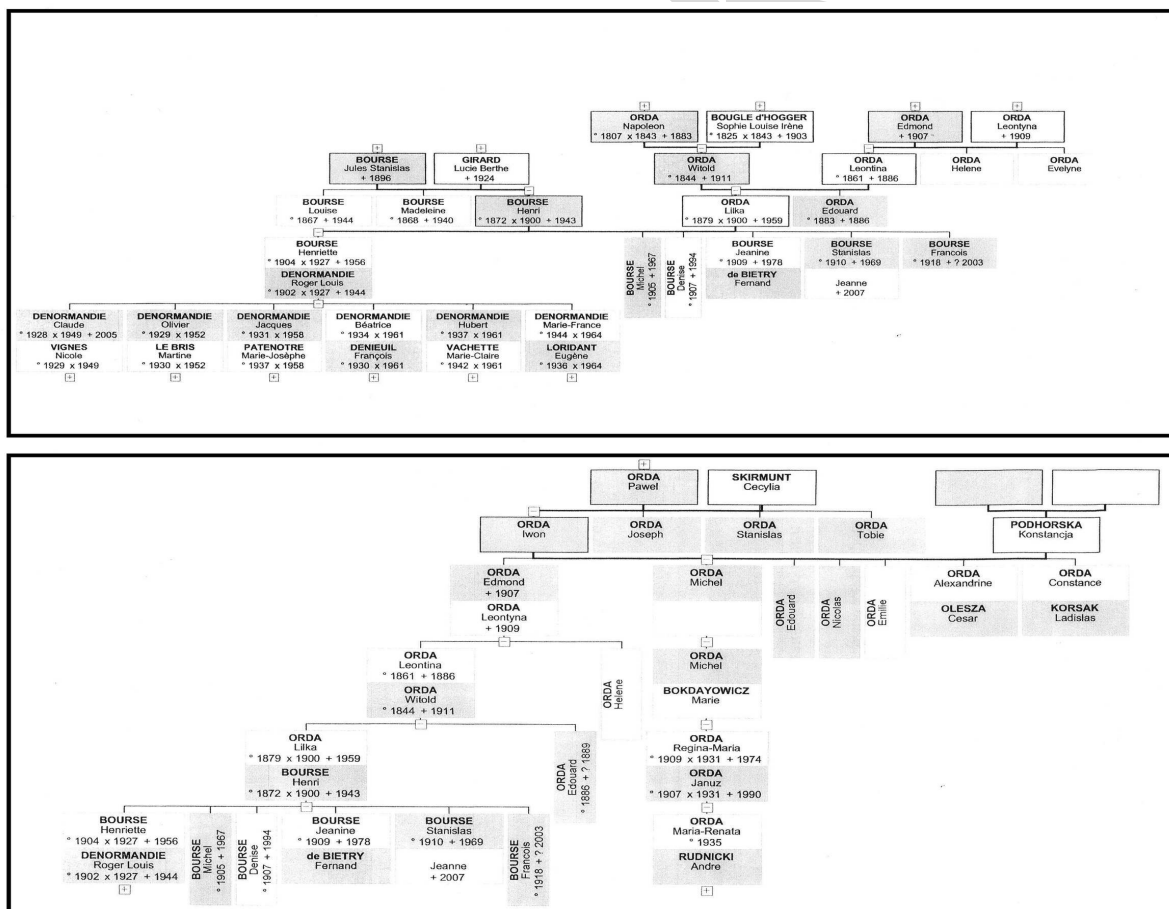 ORDA
Napoleon
° 1807 x 1843 + 1883
BOUGLE d'HOGGER
Sophie Louise Irène
° 1825 x 1843 + 1903
ORDA
Edmond
+ 1907
ORDA
Leontyna
+ 1909
BOURSE
Jules Stanislas
+ 1896
GIRARD
Lucie Berthe
+ 1924
ORDA
Witold
° 1844 + 1911
ORDA
Leontina
° 1861 + 1886
ORDA
Helene
ORDA
Evelyne
BOURSE
Louise
° 1867 + 1944
BOURSE
Madeleine
° 1868 + 1940
BOURSE
Henri
° 1872 x 1900 + 1943
ORDA
Lilka
° 1879 x 1900 + 1959
ORDA
Edouard
° 1883 + 1886
BOURSE
Henriette
° 1904 x 1927 + 1956
DENORMANDIE
Roger Louis
° 1902 x 1927 + 1944
BOURSE
Michel
° 1905 + 1967
BOURSE
Denise
° 1907 + 1994
BOURSE
Jeanine
° 1909 + 1978
de BIETRY
Fernand
BOURSE
Stanislas
° 1910 + 1969
Jeanne
+ 2007
BOURSE
Francois
° 1918 + ? 2003
DENORMANDIE
Claude
° 1928 x 1949 + 2005
VIGNES
Nicole
° 1929 x 1949
DENORMANDIE
Olivier
° 1929 x 1952
LE BRIS
Martine
° 1930 x 1952
DENORMANDIE
Jacques
° 1931 x 1958
PATENOTRE
Marie-Josèphe
° 1937 x 1958
DENORMANDIE
Béatrice
° 1934 x 1961
DENIEUIL
François
° 1930 x 1961
DENORMANDIE
Hubert
° 1937 x 1961
VACHETTE
Marie-Claire
° 1942 x 1961
DENORMANDIE
Marie-France
° 1944 x 1964
LORIDANT
Eugène
° 1936 x 1964
ORDA
Pawel
SKIRMUNT
Cecylia
ORDA
Iwon
ORDA
Joseph
ORDA
Stanislas
ORDA
Tobie
PODHORSKA
Konstancja
ORDA
Edmond
+ 1907
ORDA
Leontyna
+ 1909
ORDA
Michel
ORDA
Edouard
ORDA
Nicolas
ORDA
Emilie
ORDA
Alexandrine
OLESZA
Cesar
ORDA
Constance
KORSAK
Ladislas
ORDA
Leontina
° 1861 + 1886
ORDA
Witold
° 1844 + 1911
ORDA
Helene
ORDA
Michel
BOKDAYOWICZ
Marie
ORDA
Lilka
° 1879 x 1900 + 1959
BOURSE
Henri
° 1872 x 1900 + 1943
ORDA
Edouard
° 1886 + ? 1889
ORDA
Regina-Maria
° 1909 x 1931 + 1974
ORDA
Januz
° 1907 x 1931 + 1990
BOURSE
Henriette
° 1904 x 1927 + 1956
DENORMANDIE
Roger Louis
° 1902 x 1927 + 1944
BOURSE
Michel
° 1905 + 1967
BOURSE
Denise
° 1907 + 1994
BOURSE
Jeanine
° 1909 + 1978
de BIETRY
Fernand
BOURSE
Stanislas
° 1910 + 1969
Jeanne
+ 2007
BOURSE
Francois
° 1918 + ? 2003
ORDA
Maria-Renata
° 1935
RUDNICKI
Andre